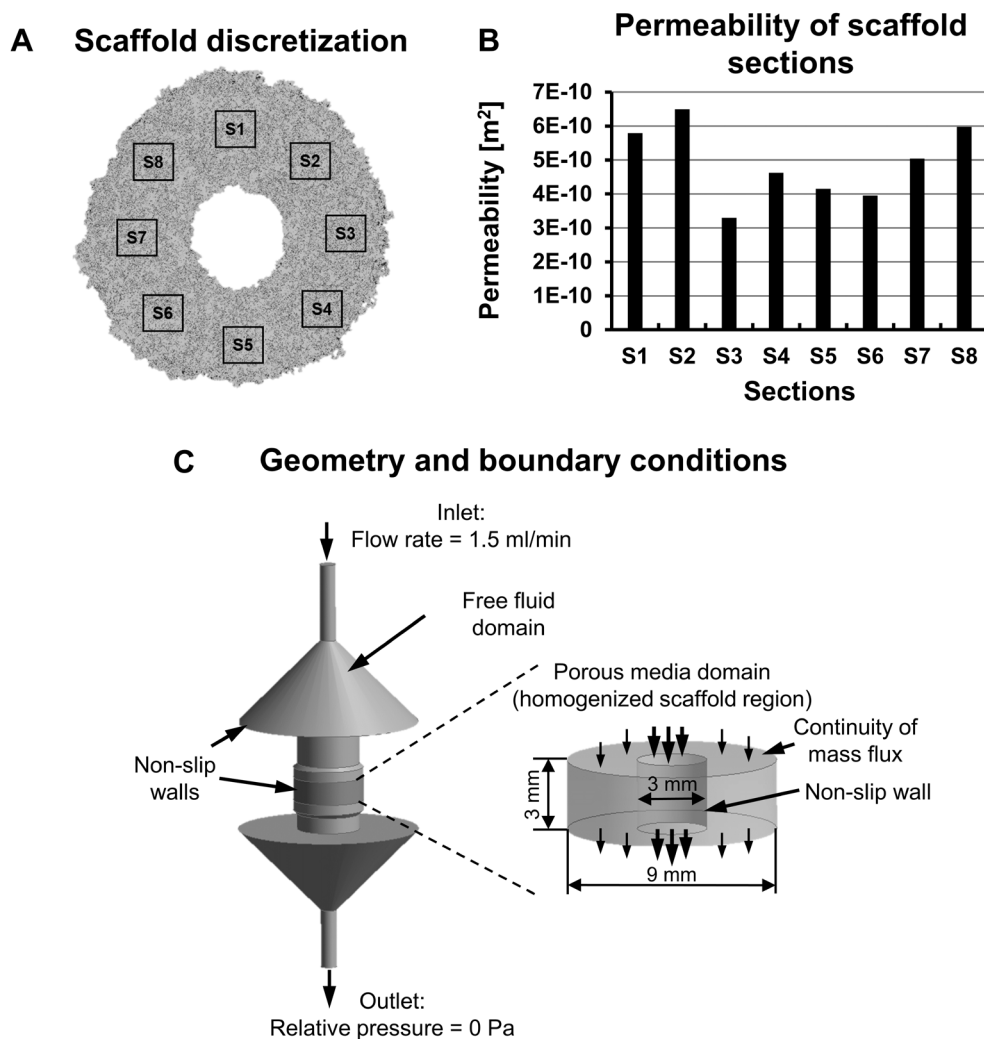 A Scaffold discretization
S1
S2
S3
S4
S5
S6
S7
S8
B Permeability of scaffold
sections
Permeability [m²]
7E-10
6E-10
5E-10
4E-10
3E-10
2E-10
1E-10
0
S1 S2 S3 S4 S5 S6 S7 S8
Sections
C Geometry and boundary conditions
Inlet:
Flow rate = 1.5 ml/min
Free fluid
domain
Non-slip
walls
Porous media domain
(homogenized scaffold region)
Continuity of
mass flux
Non-slip wall
3 mm
3 mm
9 mm
Outlet:
Relative pressure = 0 Pa